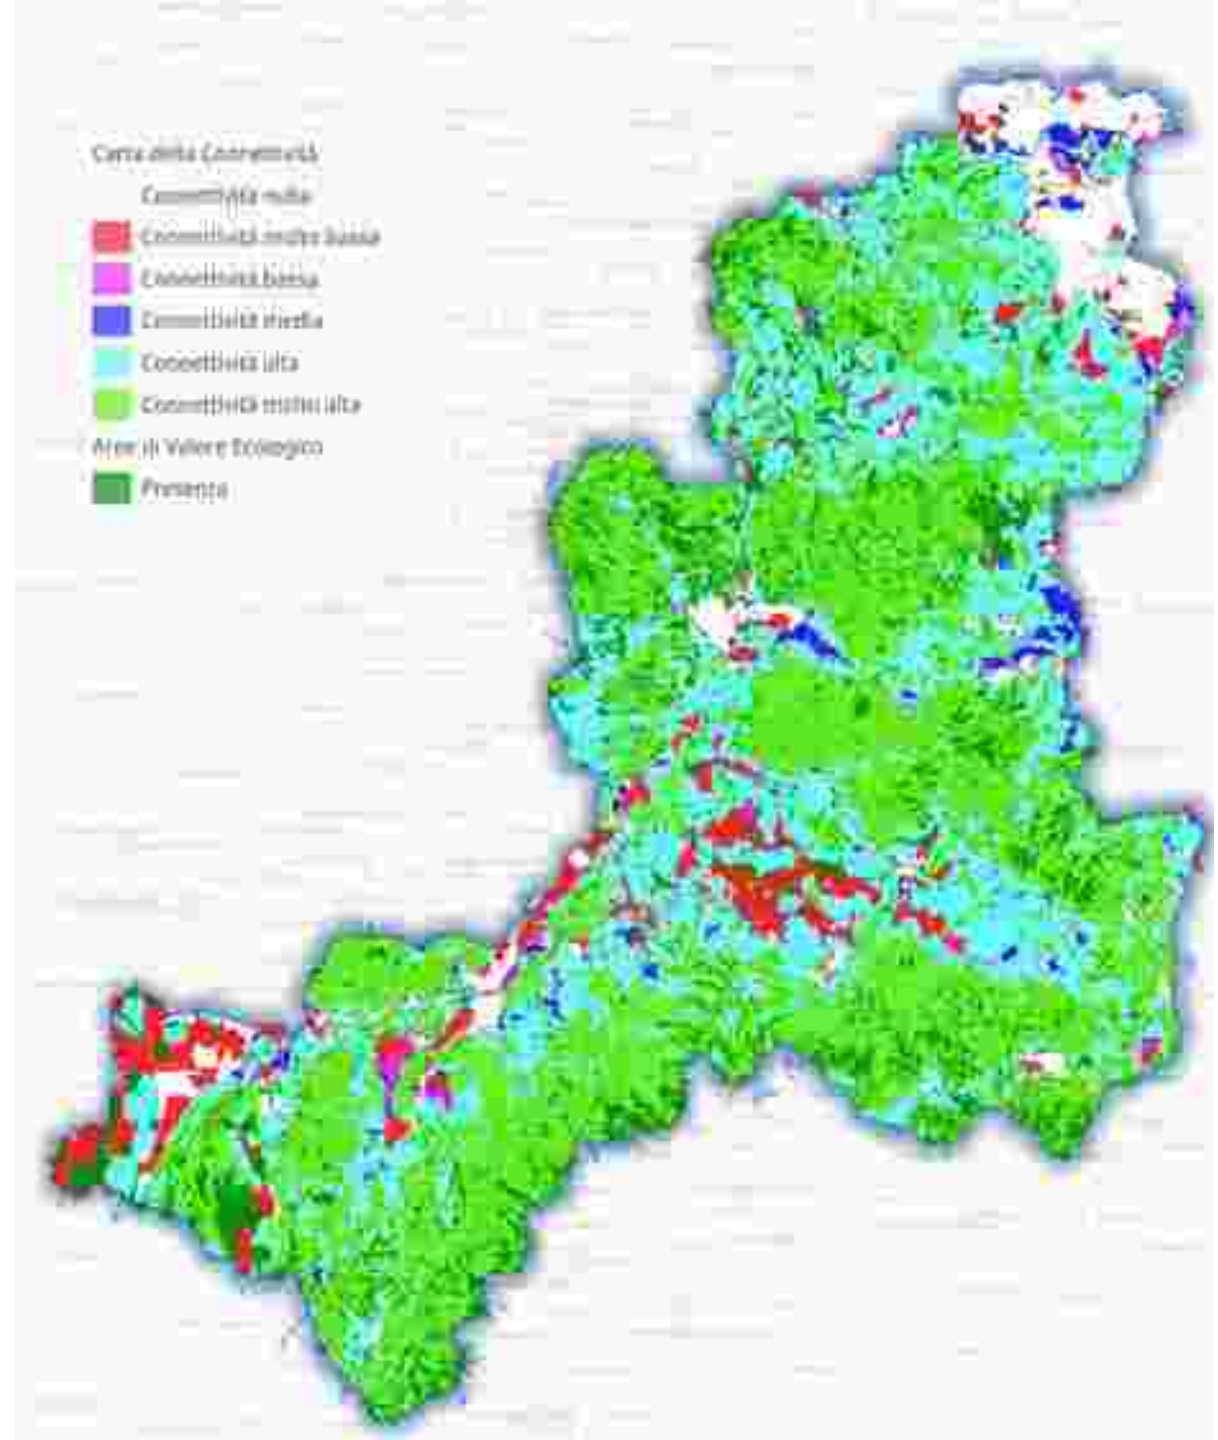 Carta della Connettività
Connettività nulla
Connettività molto bassa
Connettività bassa
Connettività media
Connettività alta
Connettività molto alta
Aree di Valore Ecologico
Presenza